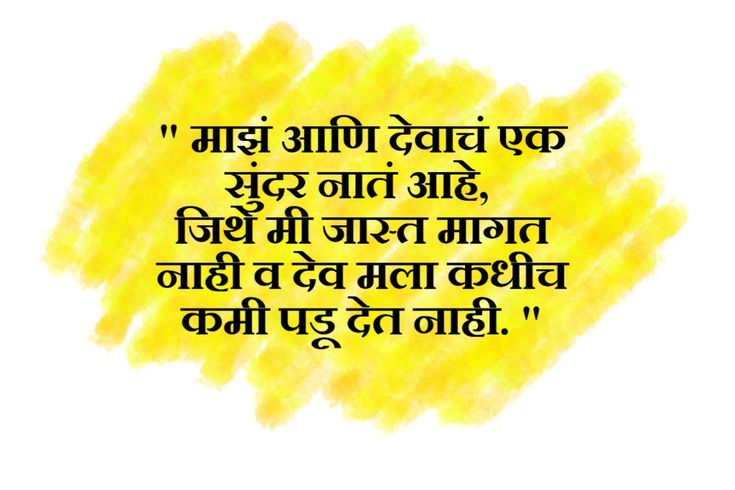 " माझं आणि देवाचं एक
सुंदर नातं आहे,
जिथे मी जास्त मागत
नाही व देव मला कधीच
कमी पडू देत नाही. "